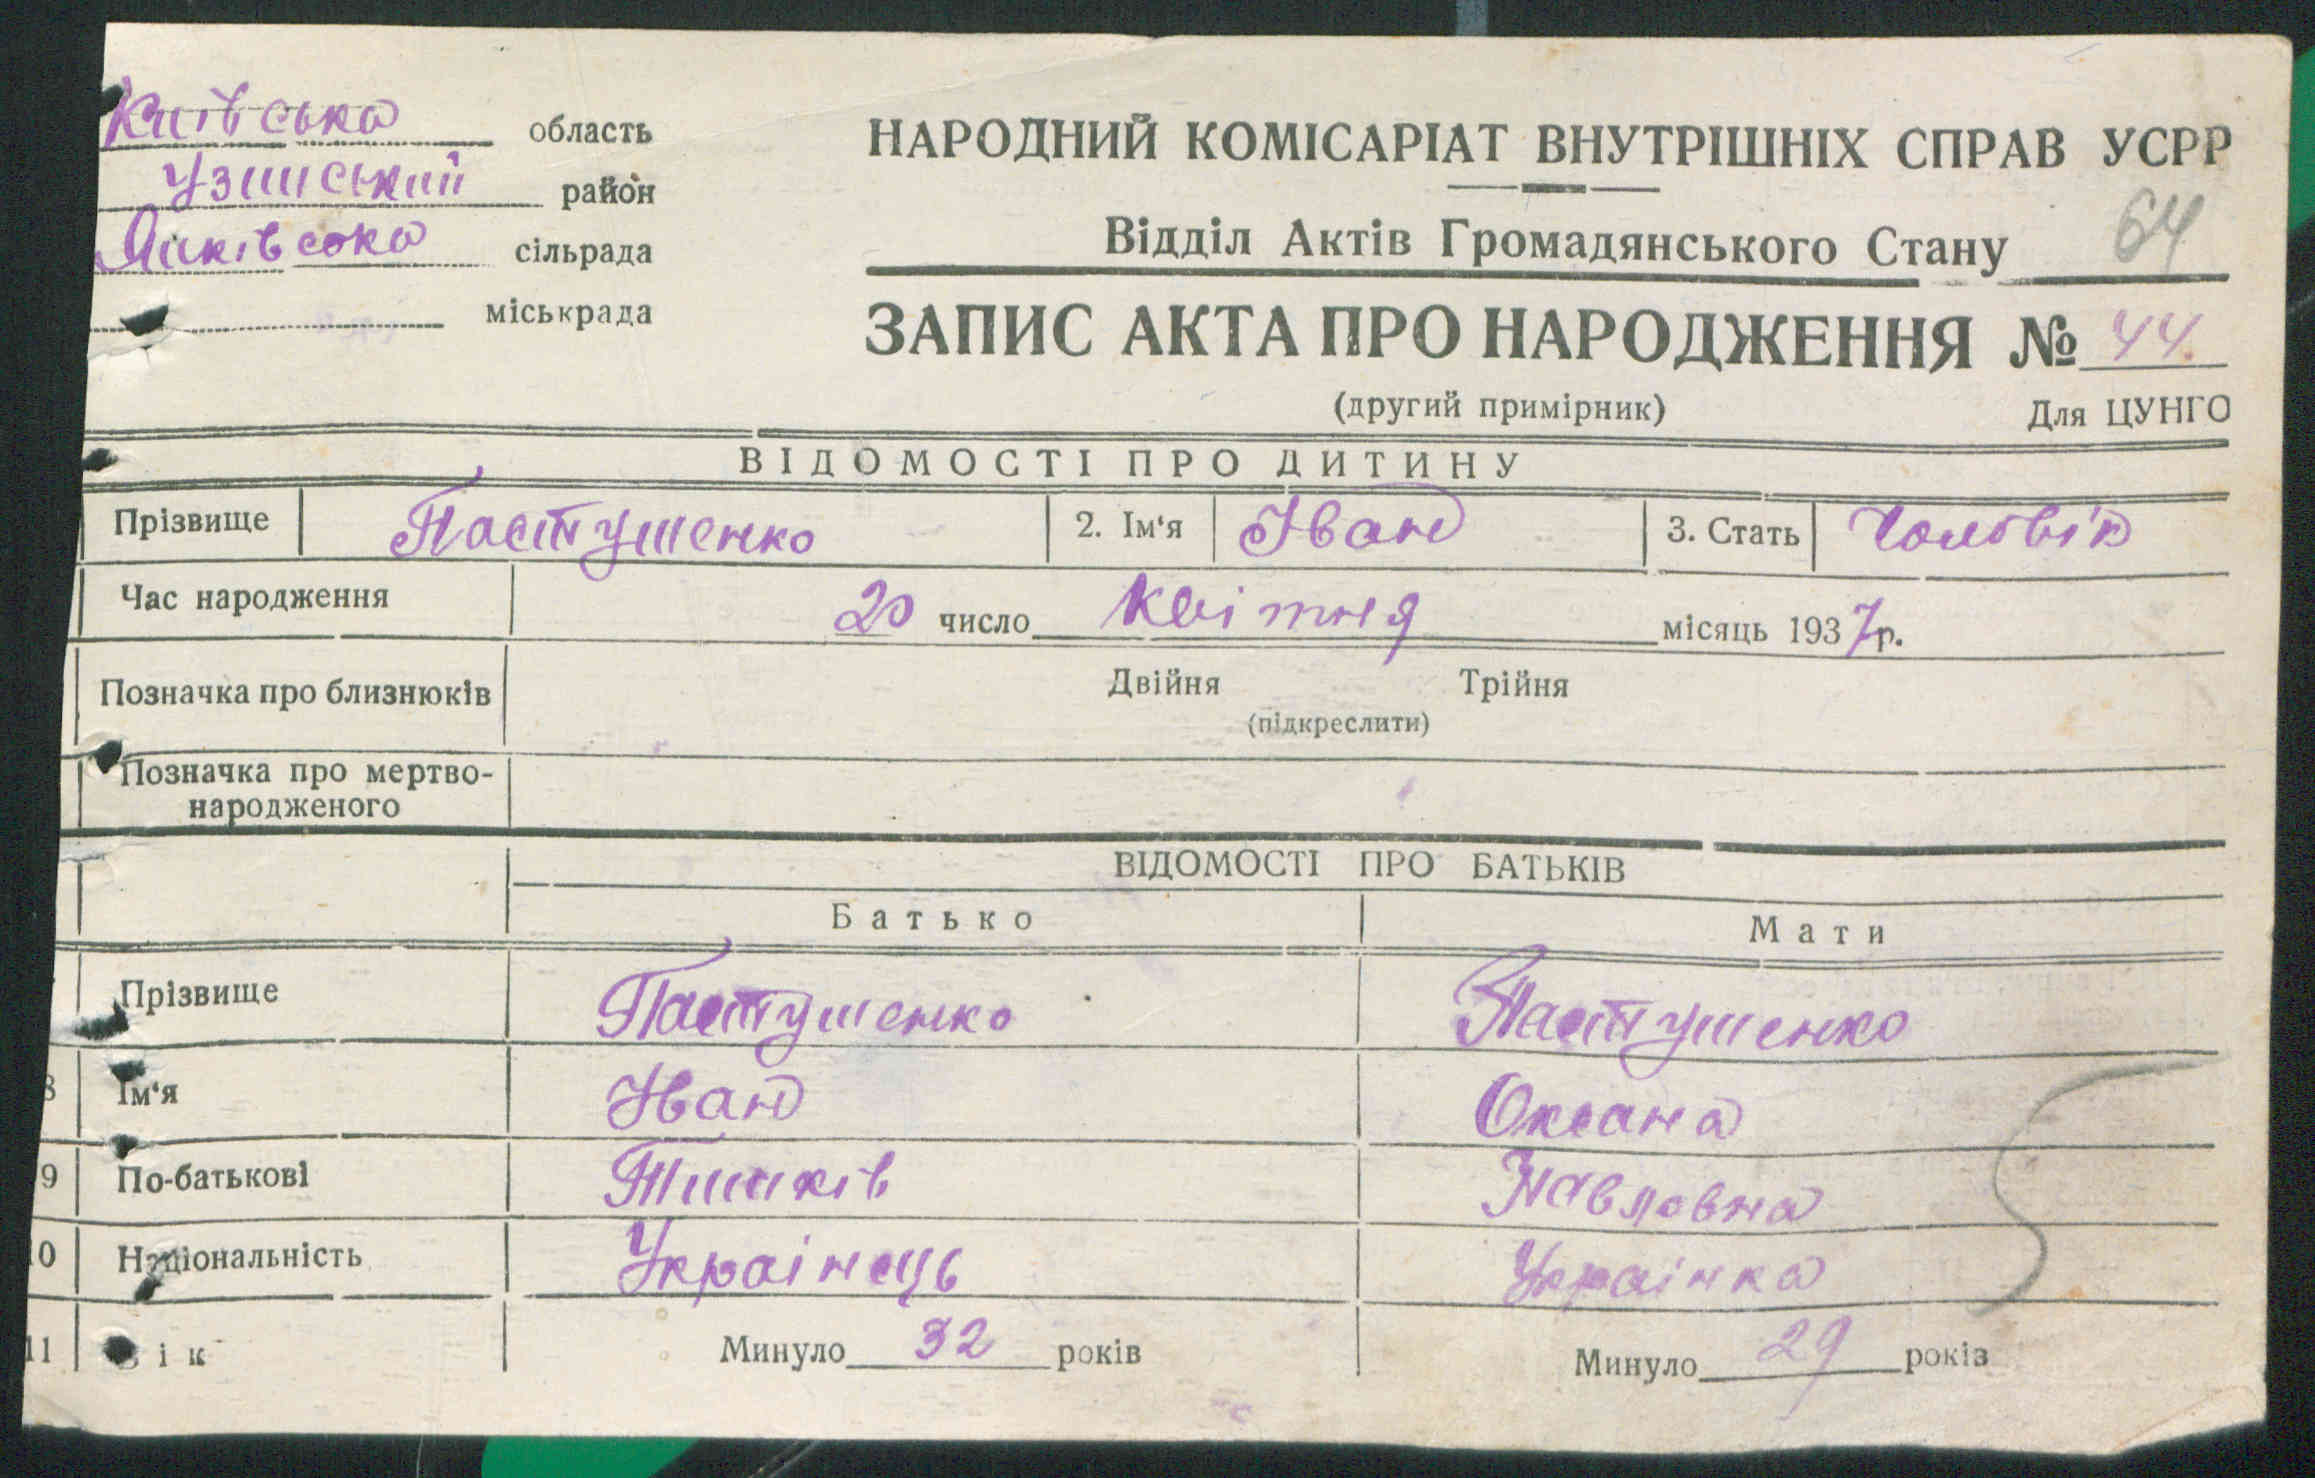 Київська область
Узинський район
Янківсока сільрада
міськрада
НАРОДНИЙ КОМІСАРІАТ ВНУТРІШНІХ СПРАВ УСРР
64
Відділ Актів Громадянського Стану
ЗАПИС АКТА ПРО НАРОДЖЕННЯ № 44.
(другий примірник) Для ЦУНГО
ВІДОМОСТІ ПРО ДИТИНУ
Прізвище Пастушенко 2. Ім'я Іван 3. Стать Чоловік
Час народження 20 число Квітня місяць 1937р.
Позначка про близнюків Двійня Трійня
(підкреслити)
Позначка про мертво-
народженого
ВІДОМОСТІ ПРО БАТЬКІВ
Батько Мати
Прізвище Пастушенко Пастушенко
8 Ім'я Іван Оксана
9 По-батькові Павловна
10 Національність Українець Українка
11 Вік Минуло 32 років Минуло 29 років